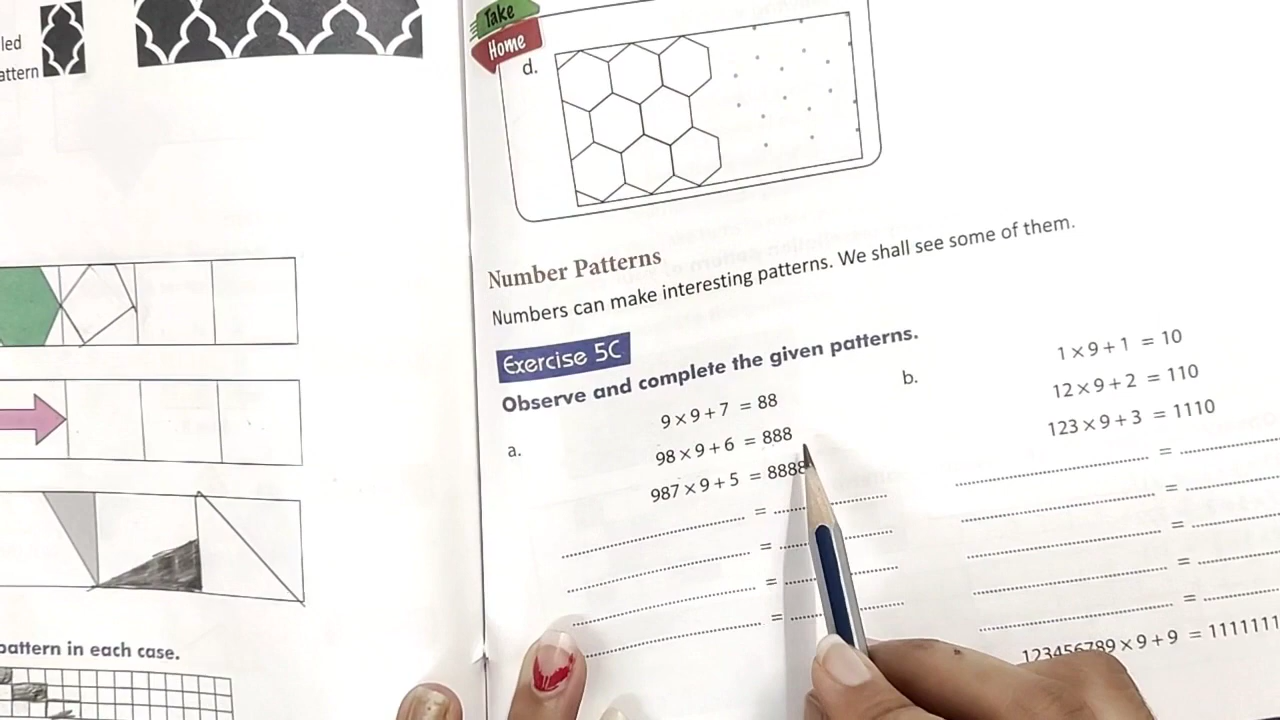 led
attern
pattern in each case.
Take
Home
d.
Number Patterns
Numbers can make interesting patterns. We shall see some of them.
Exercise 5C
Observe and complete the given patterns.
a.
9 × 9 + 7 = 88
98 × 9 + 6 = 888
987 × 9 + 5 = 8888
.............................. = ....................
.............................. = ....................
.............................. = ....................
.............................. = ....................
b.
1 × 9 + 1 = 10
12 × 9 + 2 = 110
123 × 9 + 3 = 1110
.............................. = ....................
.............................. = ....................
.............................. = ....................
.............................. = ....................
.............................. = ....................
123456789 × 9 + 9 = 1111111